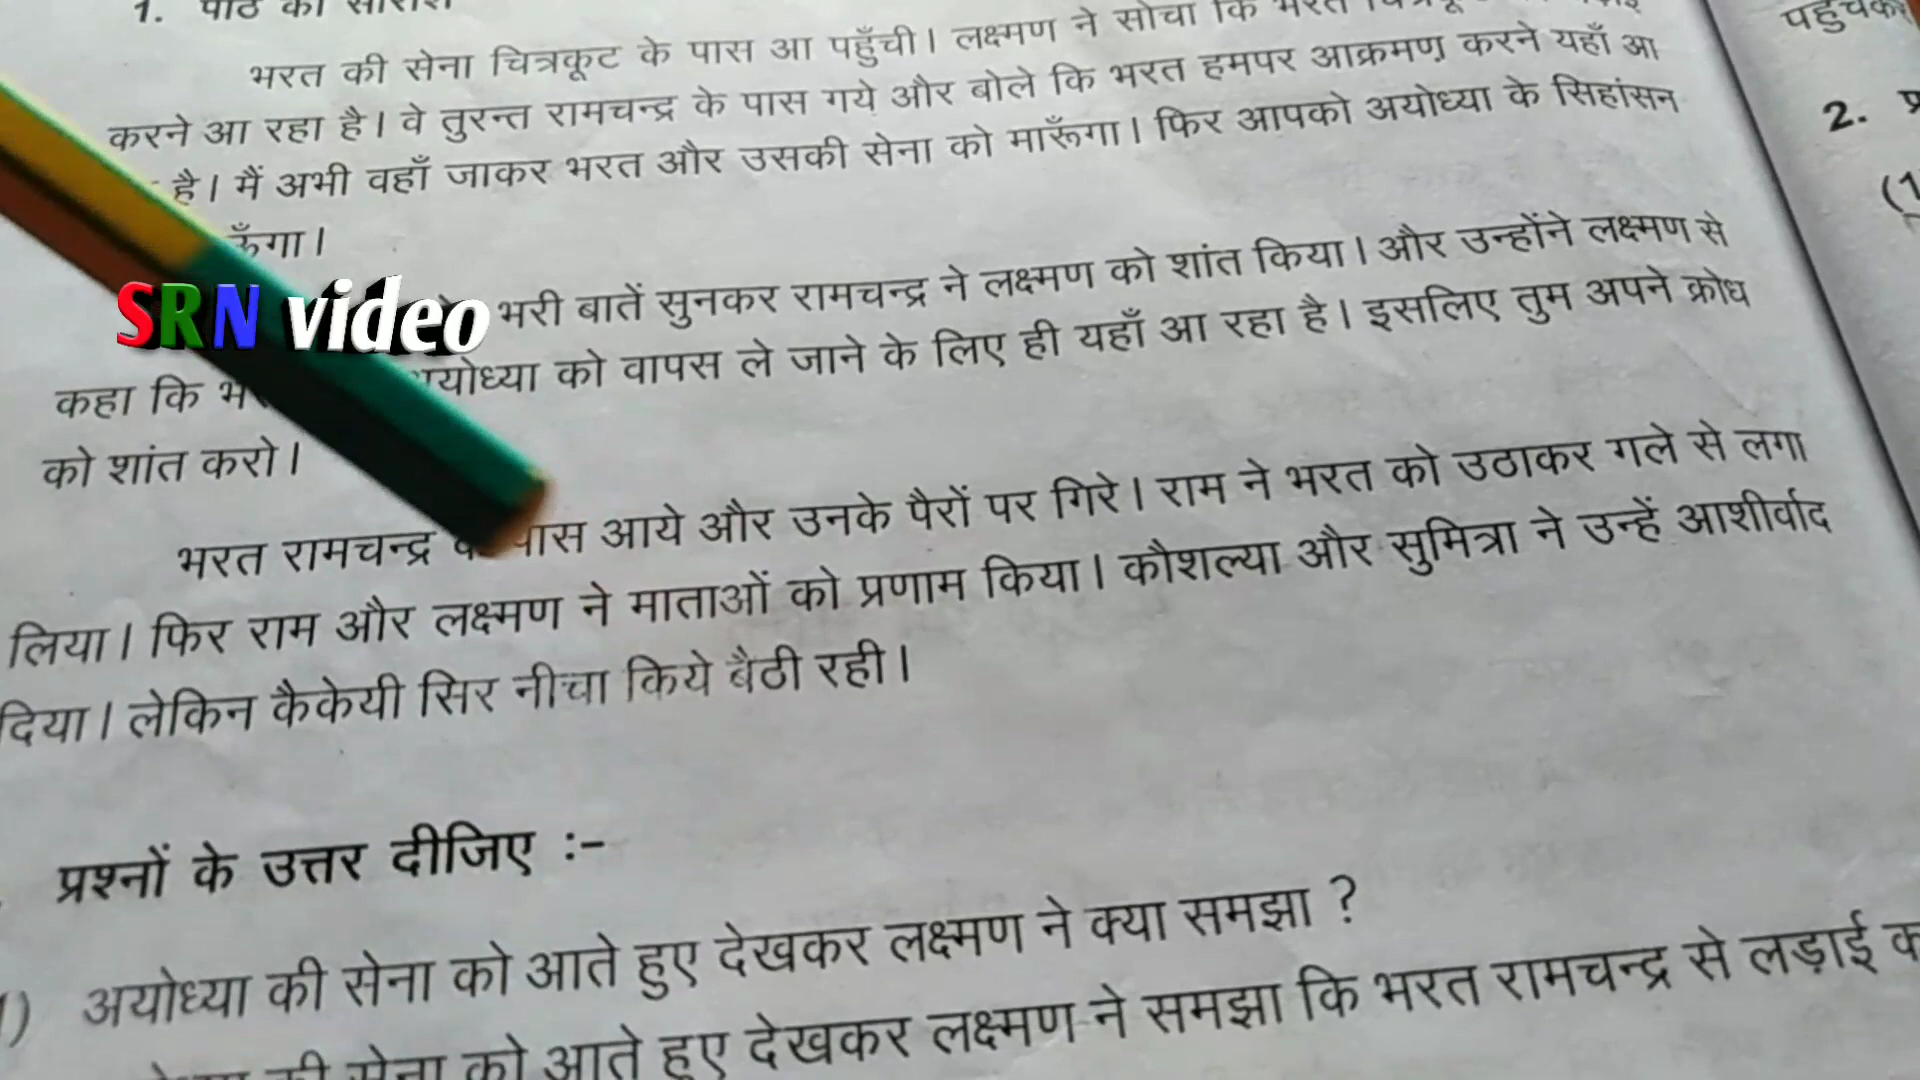 1. पाठ का सारांश
भरत की सेना चित्रकूट के पास आ पहुँची। लक्ष्मण ने सोचा कि भरत
करने आ रहा है। वे तुरन्त रामचन्द्र के पास गये और बोले कि भरत हमपर आक्रमण करने यहाँ आ
है। मैं अभी वहाँ जाकर भरत और उसकी सेना को मारूँगा। फिर आपको अयोध्या के सिहांसन
ऊँगा।
भरी बातें सुनकर रामचन्द्र ने लक्ष्मण को शांत किया। और उन्होंने लक्ष्मण से
SRN video
कहा कि को वापस ले जाने के लिए ही यहाँ आ रहा है। इसलिए तुम अपने क्रोध
को शांत करो।
भरत रामचन्द्र पास आये और उनके पैरों पर गिरे। राम ने भरत को उठाकर गले से लगा
लिया। फिर राम और लक्ष्मण ने माताओं को प्रणाम किया। कौशल्या और सुमित्रा ने उन्हें आशीर्वाद
दिया। लेकिन कैकेयी सिर नीचा किये बैठी रही।
प्रश्नों के उत्तर दीजिए :-
1) अयोध्या की सेना को आते हुए देखकर लक्ष्मण ने क्या समझा ?
की सेना को आते हुए देखकर लक्ष्मण ने समझा कि भरत रामचन्द्र से लड़ाई
पहुँचकर
2.
(1